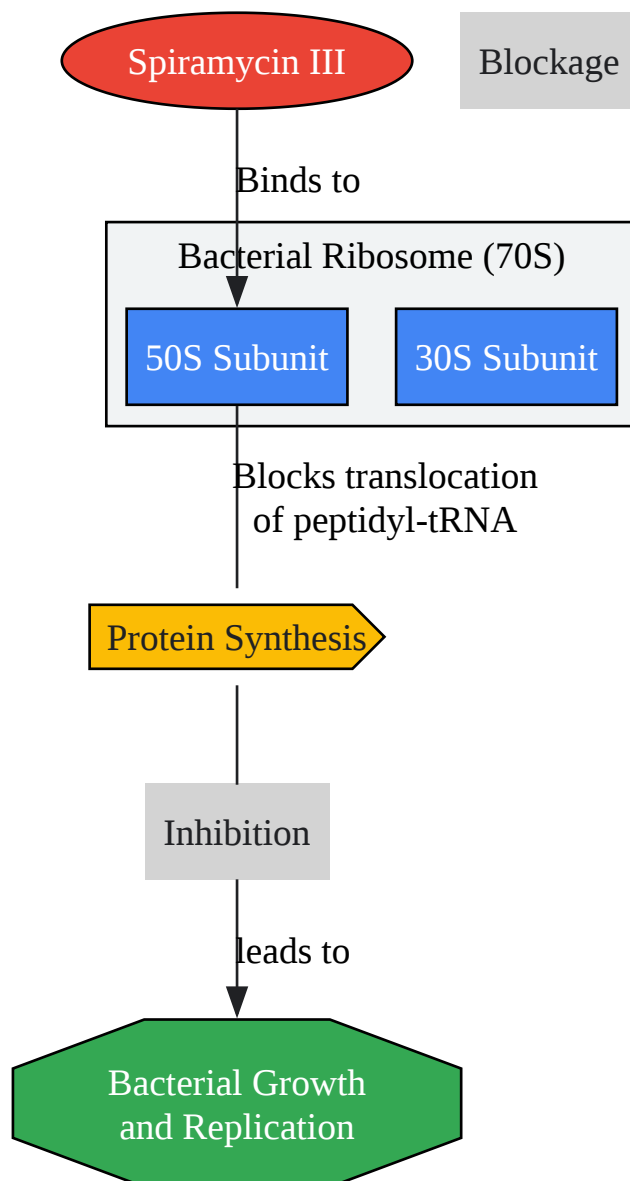 Spiramycin III
Blockage
Binds to
Bacterial Ribosome (70S)
50S Subunit
30S Subunit
Blocks translocation
of peptidyl-tRNA
Protein Synthesis
Inhibition
leads to
Bacterial Growth
and Replication